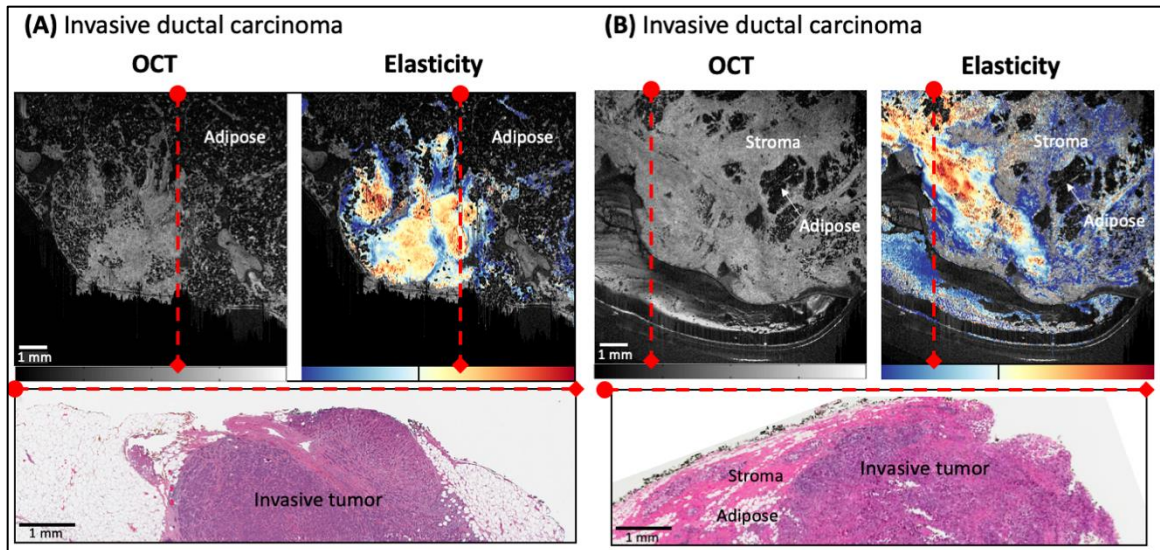 (A) Invasive ductal carcinoma
OCT
Elasticity
Adipose
Adipose
1 mm
Invasive tumor
1 mm
(B) Invasive ductal carcinoma
OCT
Elasticity
Stroma
Adipose
Stroma
Adipose
1 mm
Stroma
Invasive tumor
Adipose
1 mm